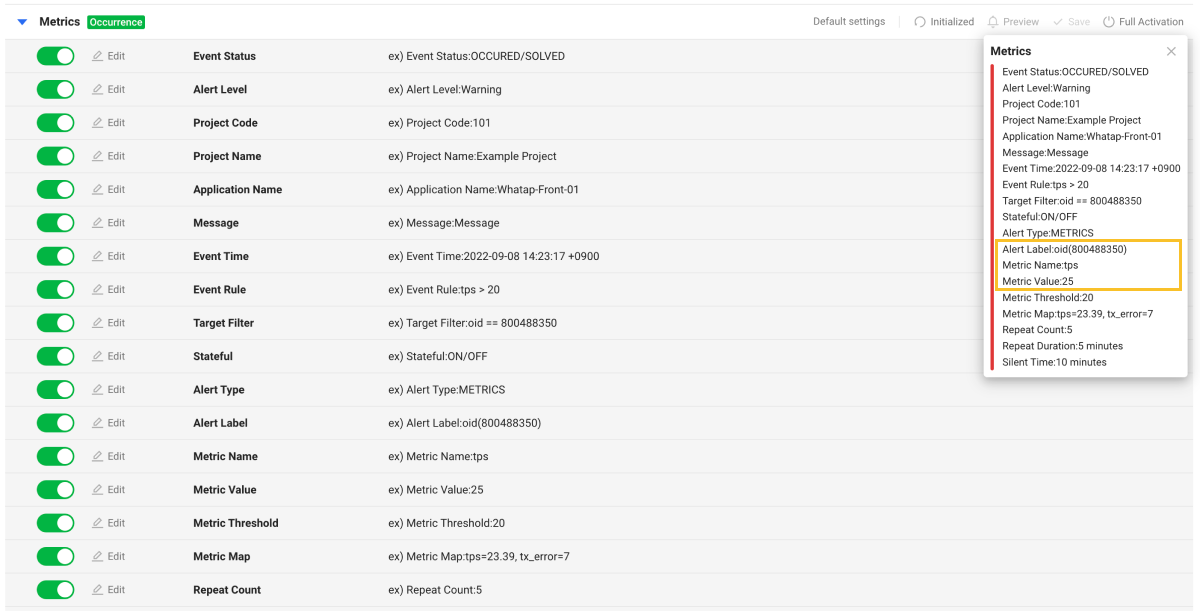 Metrics Occurrence
Default settings Initialized Preview Save Full Activation
Edit Event Status ex) Event Status:OCCURED/SOLVED
Edit Alert Level ex) Alert Level:Warning
Edit Project Code ex) Project Code:101
Edit Project Name ex) Project Name:Example Project
Edit Application Name ex) Application Name:Whatap-Front-01
Edit Message ex) Message:Message
Edit Event Time ex) Event Time:2022-09-08 14:23:17 +0900
Edit Event Rule ex) Event Rule:tps > 20
Edit Target Filter ex) Target Filter:oid == 800488350
Edit Stateful ex) Stateful:ON/OFF
Edit Alert Type ex) Alert Type:METRICS
Edit Alert Label ex) Alert Label:oid(800488350)
Edit Metric Name ex) Metric Name:tps
Edit Metric Value ex) Metric Value:25
Edit Metric Threshold ex) Metric Threshold:20
Edit Metric Map ex) Metric Map:tps=23.39, tx_error=7
Edit Repeat Count ex) Repeat Count:5
Metrics
Event Status:OCCURED/SOLVED
Alert Level:Warning
Project Code:101
Project Name:Example Project
Application Name:Whatap-Front-01
Message:Message
Event Time:2022-09-08 14:23:17 +0900
Event Rule:tps > 20
Target Filter:oid == 800488350
Stateful:ON/OFF
Alert Type:METRICS
Alert Label:oid(800488350)
Metric Name:tps
Metric Value:25
Metric Threshold:20
Metric Map:tps=23.39, tx_error=7
Repeat Count:5
Repeat Duration:5 minutes
Silent Time:10 minutes